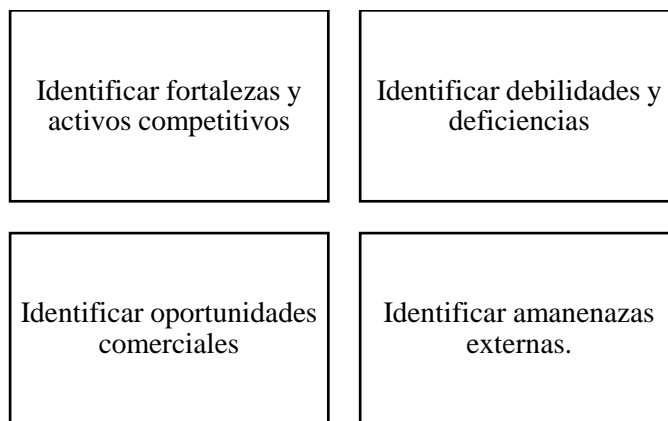 Identificar fortalezas y
activos competitivos
Identificar debilidades y
deficiencias
Identificar oportunidades
comerciales
Identificar amanenazas
externas.